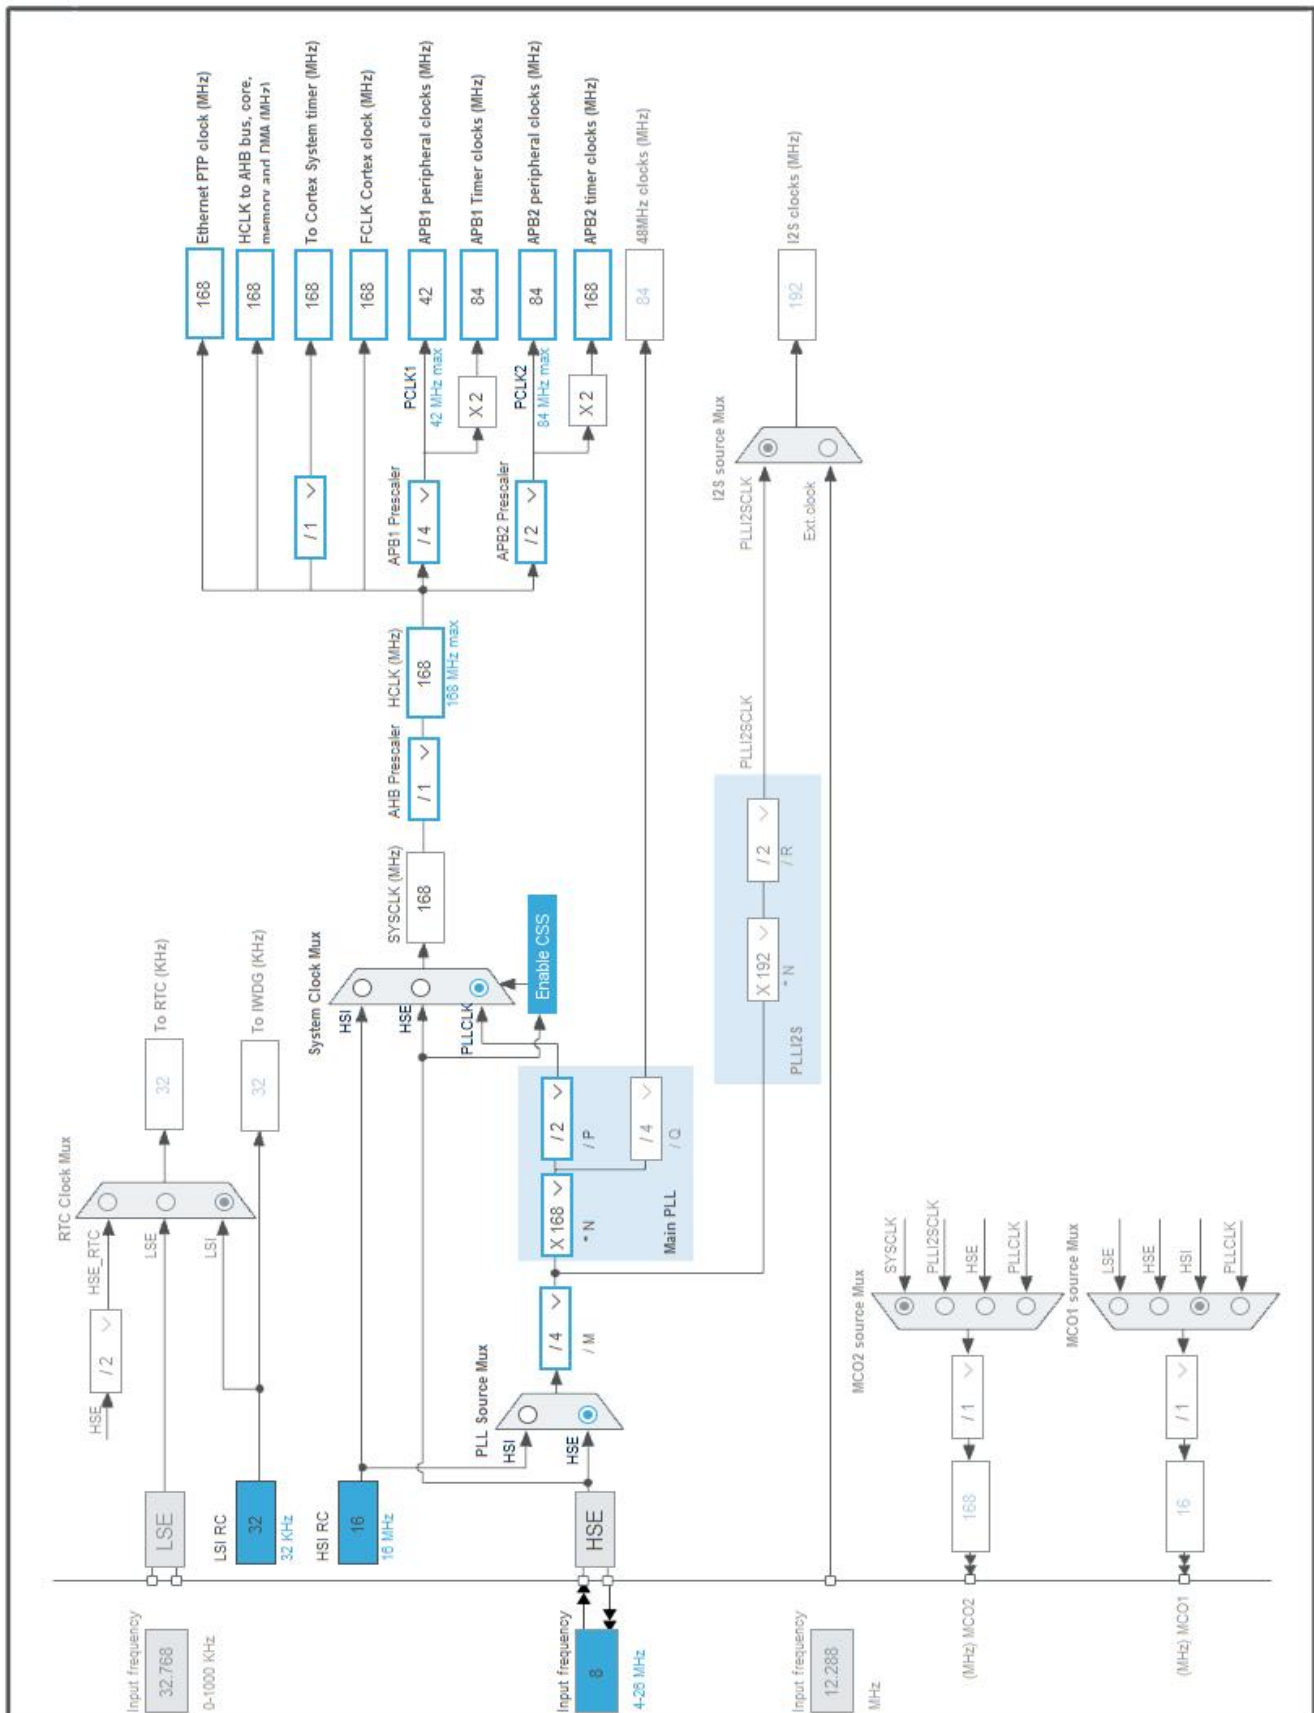 RTC Clock Mux
HSE
/ 2
HSE_RTC
LSE
LSI
32
To RTC (KHz)
32
To IWDG (KHz)
Input frequency
32.768
0-1000 KHz
LSE
LSI RC
32
32 KHz
HSI RC
16
16 MHz
System Clock Mux
HSI
HSE
PLLCLK
Enable CSS
SYSCLK (MHz)
168
AHB Prescaler
/ 1
HCLK (MHz)
168
168 MHz max
168
Ethernet PTP clock (MHz)
168
HCLK to AHB bus, core,
memory and DMA (MHz)
/ 1
168
To Cortex System timer (MHz)
168
FCLK Cortex clock (MHz)
APB1 Prescaler
/ 4
PCLK1
42 MHz max
42
APB1 peripheral clocks (MHz)
X 2
84
APB1 Timer clocks (MHz)
APB2 Prescaler
/ 2
PCLK2
84 MHz max
84
APB2 peripheral clocks (MHz)
X 2
168
APB2 timer clocks (MHz)
84
48MHz clocks (MHz)
PLL Source Mux
HSI
HSE
Input frequency
8
4-26 MHz
HSE
/ 4
/ M
X 168
* N
/ 2
/ P
/ 4
/ Q
Main PLL
X 192
* N
/ 2
/ R
PLLI2S
PLLI2SCLK
I2S source Mux
PLLI2SCLK
Ext.clock
192
I2S clocks (MHz)
Input frequency
12.288
MHz
MCO2 source Mux
SYSCLK
PLLI2SCLK
HSE
PLLCLK
/ 1
168
(MHz) MCO2
MCO1 source Mux
LSE
HSE
HSI
PLLCLK
/ 1
16
(MHz) MCO1